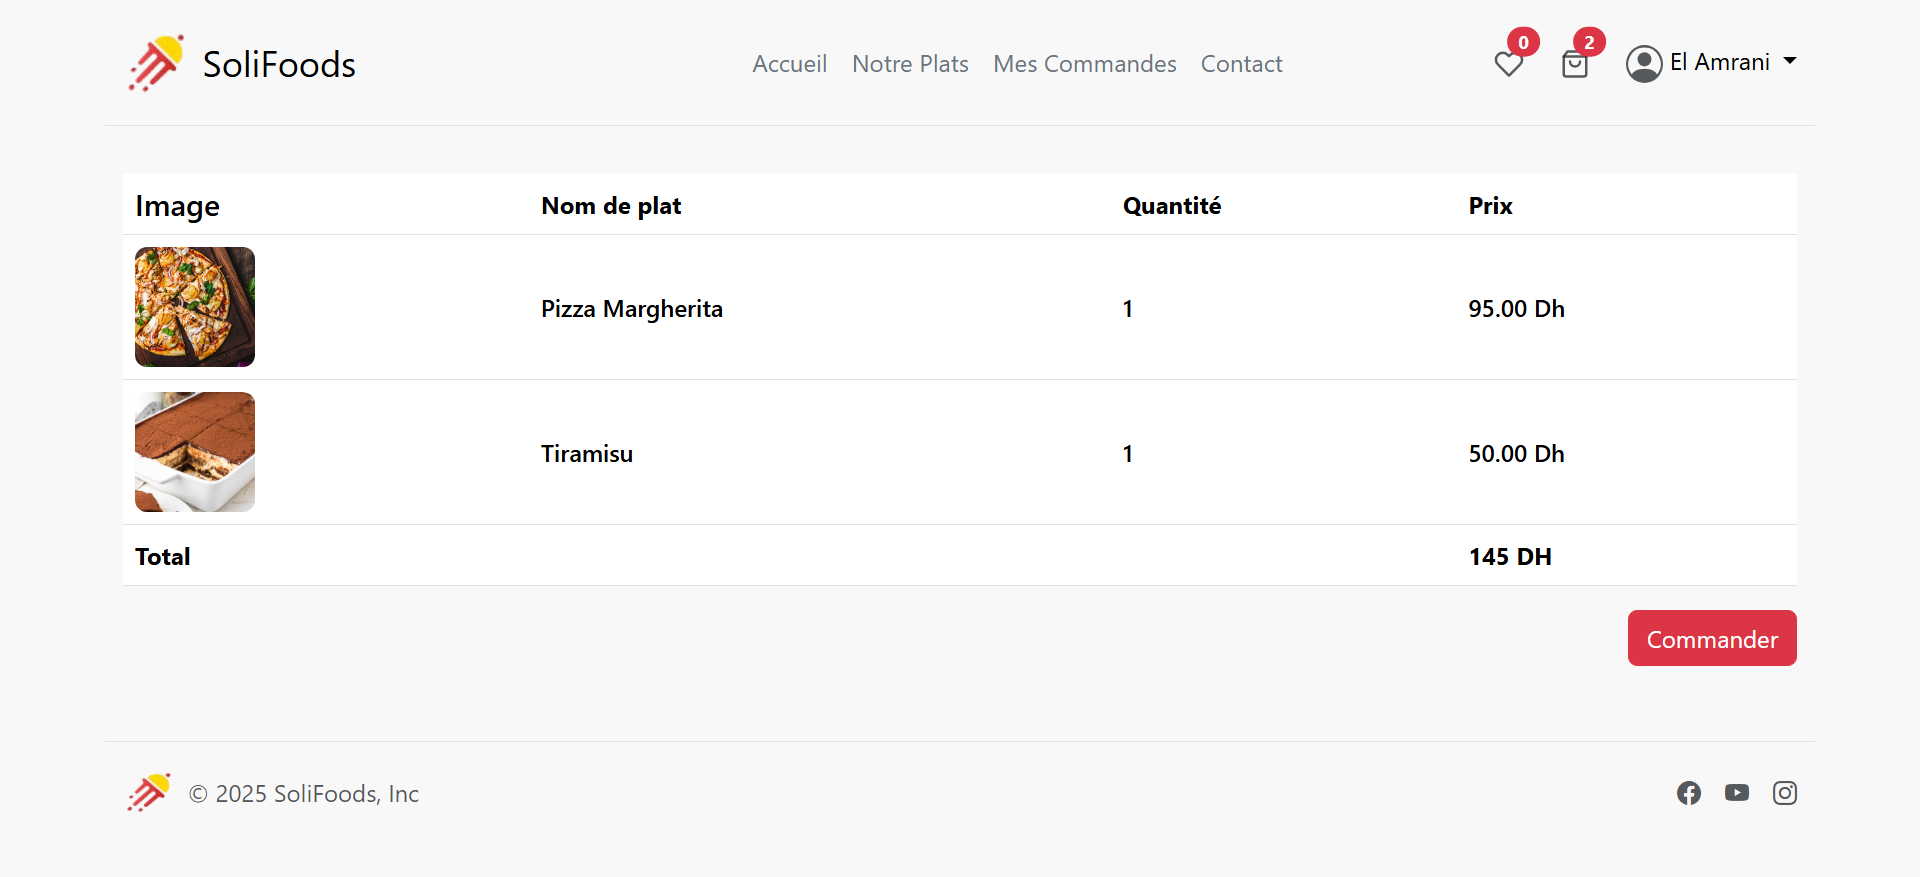 SoliFoods
Accueil Notre Plats Mes Commandes Contact
0 2 El Amrani
Image Nom de plat Quantité Prix
Pizza Margherita 1 95.00 Dh
Tiramisu 1 50.00 Dh
Total 145 DH
Commander
© 2025 SoliFoods, Inc